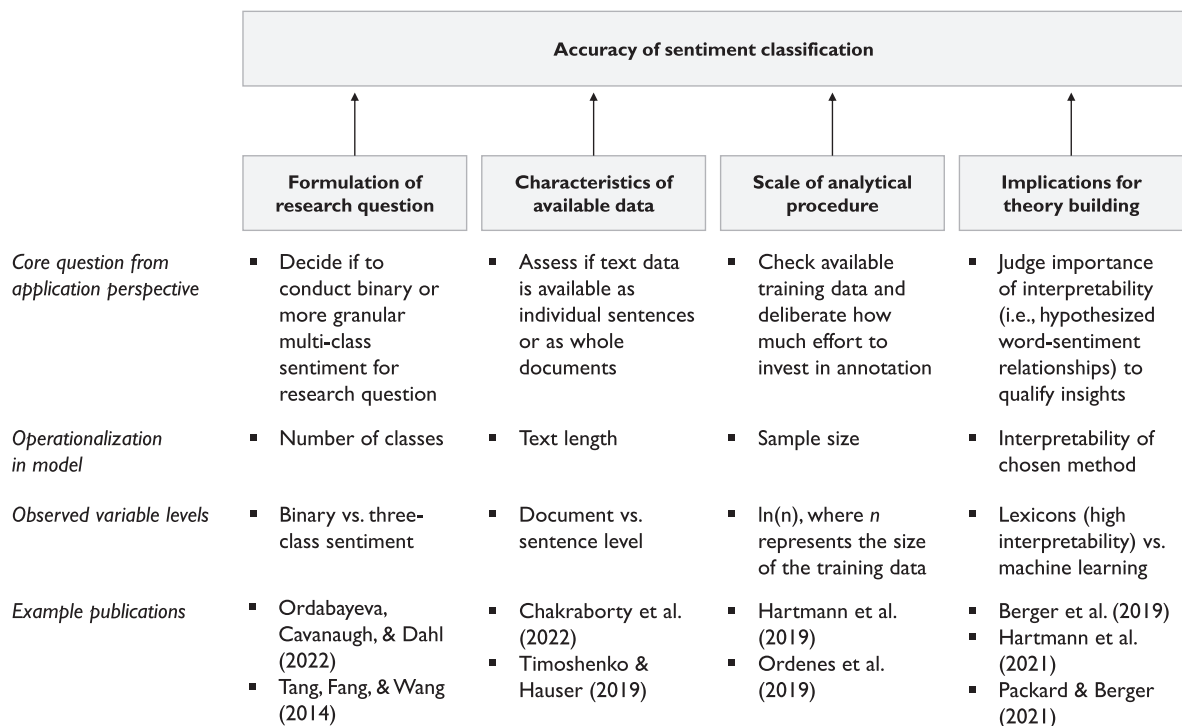 Accuracy of sentiment classification
Formulation of
research question
Characteristics of
available data
Scale of analytical
procedure
Implications for
theory building
Core question from
application perspective
▪ Decide if to
conduct binary or
more granular
multi-class
sentiment for
research question
▪ Assess if text data
is available as
individual sentences
or as whole
documents
▪ Check available
training data and
deliberate how
much effort to
invest in annotation
▪ Judge importance
of interpretability
(i.e., hypothesized
word-sentiment
relationships) to
qualify insights
Operationalization
in model
▪ Number of classes
▪ Text length
▪ Sample size
▪ Interpretability of
chosen method
Observed variable levels
▪ Binary vs. three-
class sentiment
▪ Document vs.
sentence level
▪ ln(n), where n
represents the size
of the training data
▪ Lexicons (high
interpretability) vs.
machine learning
Example publications
▪ Ordabayeva,
Cavanaugh, & Dahl
(2022)
▪ Tang, Fang, & Wang
(2014)
▪ Chakraborty et al.
(2022)
▪ Timoshenko &
Hauser (2019)
▪ Hartmann et al.
(2019)
▪ Ordenes et al.
(2019)
▪ Berger et al. (2019)
▪ Hartmann et al.
(2021)
▪ Packard & Berger
(2021)